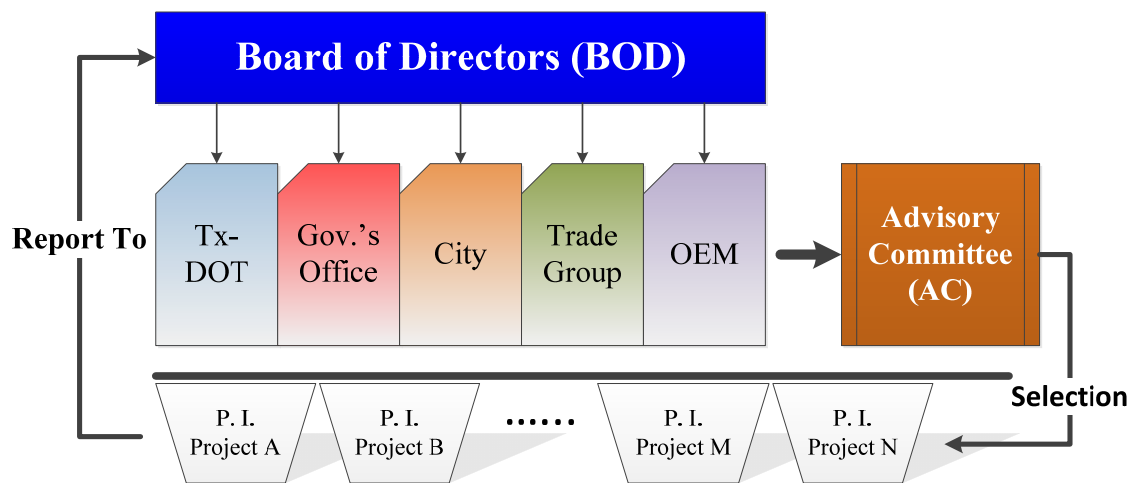 Board of Directors (BOD)
Report To
Tx-
DOT
Gov.'s
Office
City
Trade
Group
OEM
Advisory
Committee
(AC)
Selection
P. I.
Project A
P. I.
Project B
......
P. I.
Project M
P. I.
Project N